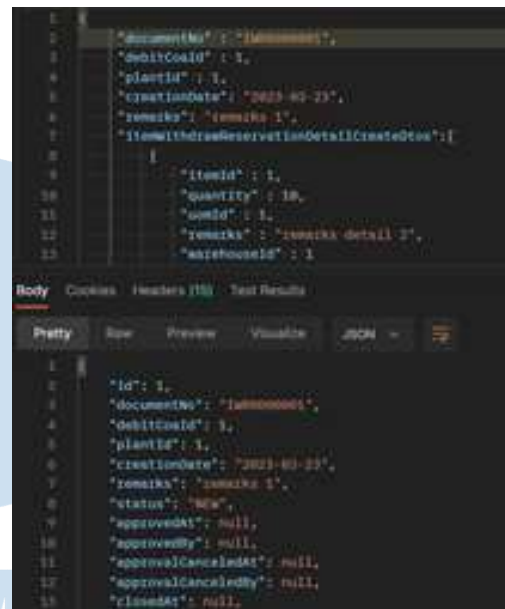 1 {
2 "documentNo" : "IW00000001",
3 "debitCoaId" : 1,
4 "plantId" : 1,
5 "creationDate": "2023-03-23",
6 "remarks": "remarks 1",
7 "itemWithdrawReservationDetailCreateDtos":[
8 {
9 "itemId" : 1,
10 "quantity" : 10,
11 "uomId" : 1,
12 "remarks" : "remarks detail 2",
13 "warehouseId" : 1
Body Cookies Headers (15) Test Results
Pretty Raw Preview Visualize JSON
1 {
2 "id": 1,
3 "documentNo": "IW00000001",
4 "debitCoaId": 1,
5 "plantId": 1,
6 "creationDate": "2023-03-23",
7 "remarks": "remarks 1",
8 "status": "NEW",
9 "approvedAt": null,
10 "approvedBy": null,
11 "approvalCanceledAt": null,
12 "approvalCanceledBy": null,
13 "closedAt": null,